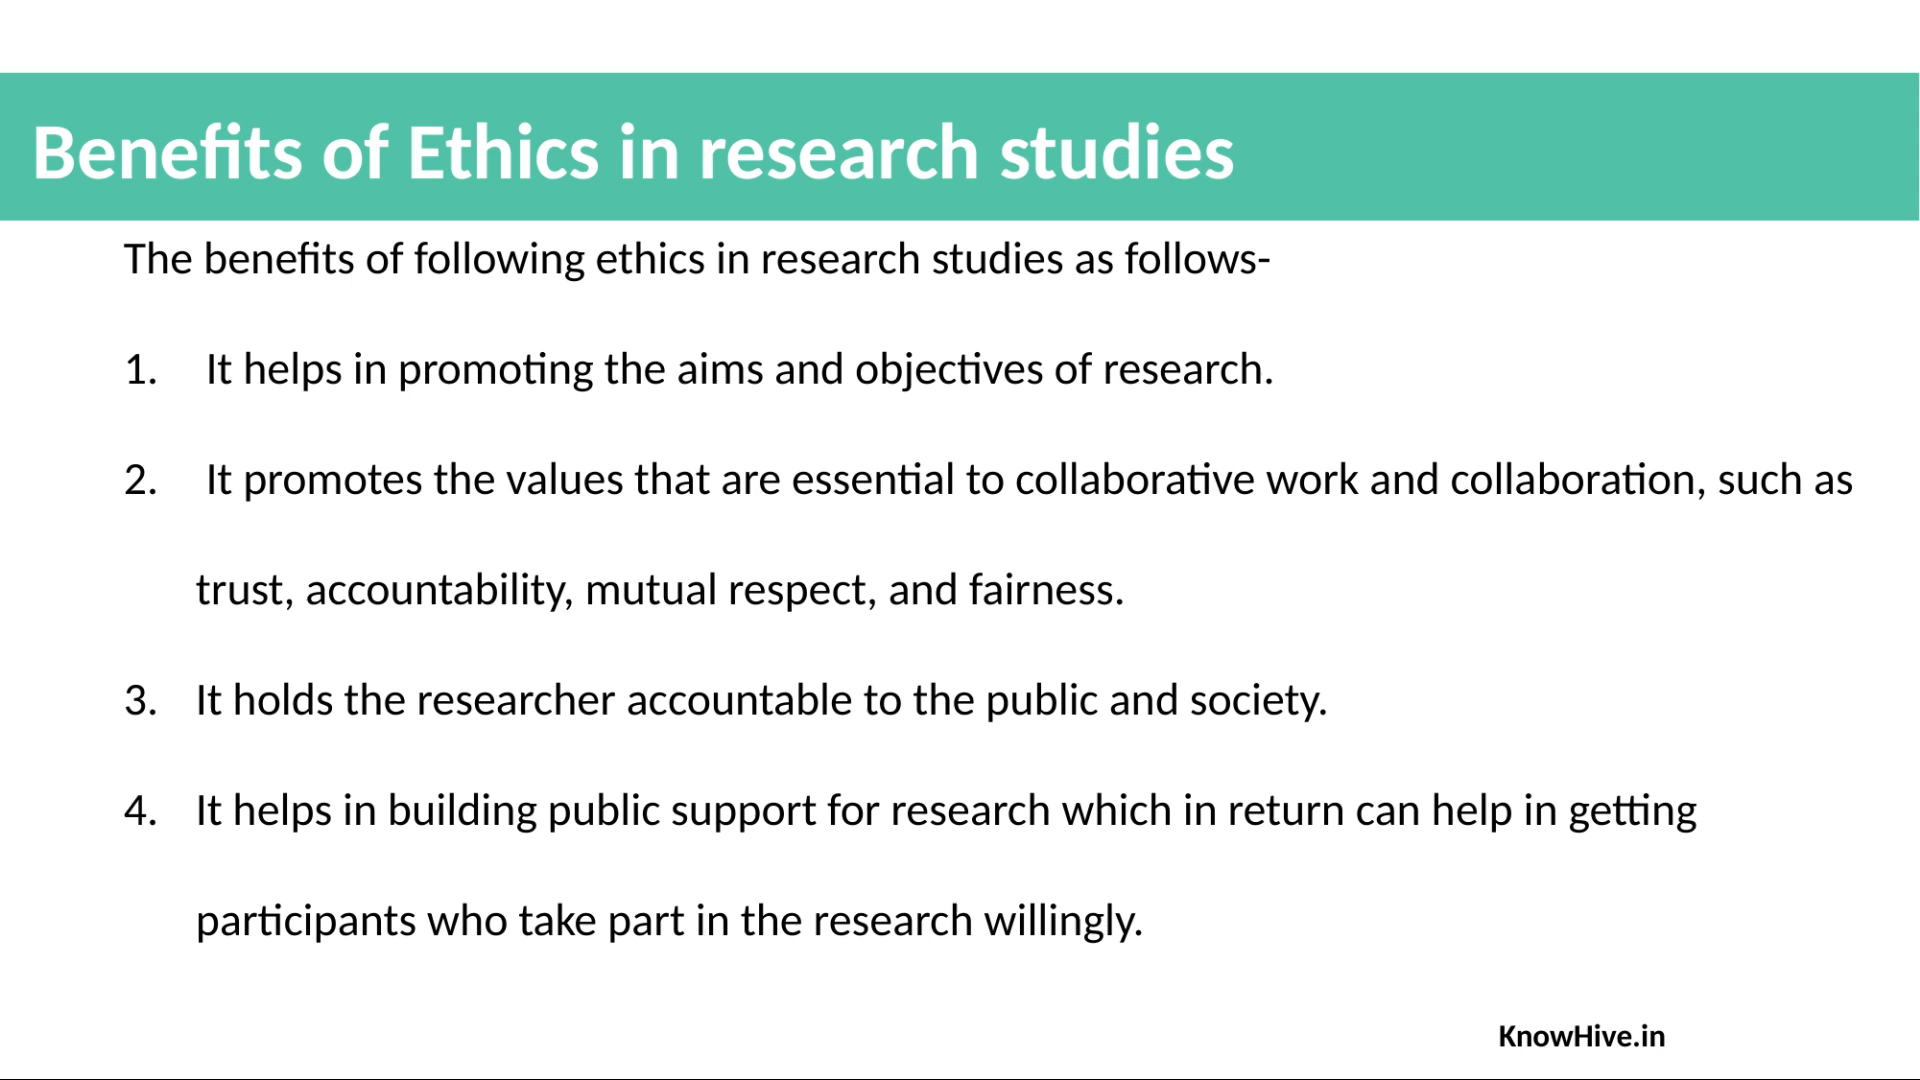 Benefits of Ethics in research studies
The benefits of following ethics in research studies as follows-
1. It helps in promoting the aims and objectives of research.
2. It promotes the values that are essential to collaborative work and collaboration, such as
trust, accountability, mutual respect, and fairness.
3. It holds the researcher accountable to the public and society.
4. It helps in building public support for research which in return can help in getting
participants who take part in the research willingly.
KnowHive.in